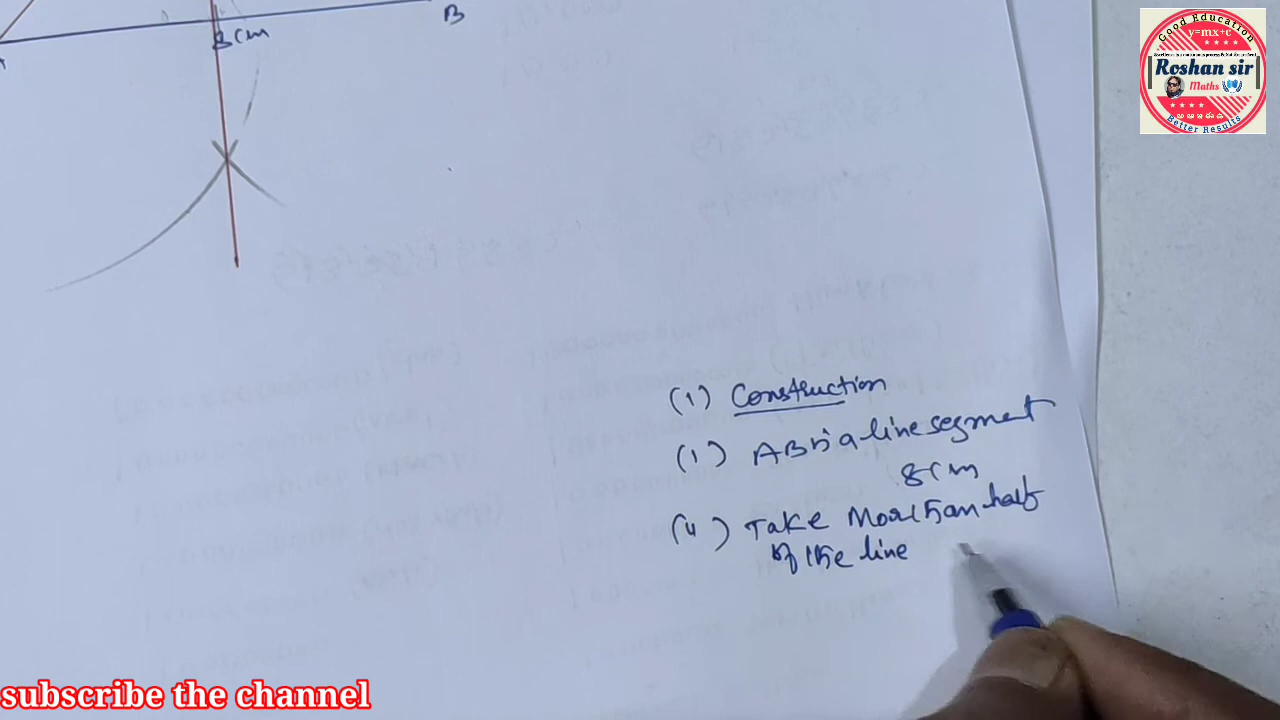 B
8cm
Good Education
y=mx+c
Roshan sir
Maths
Better Results
(1) Construction
(1) AB is a line segment
8cm
(ii) Take More than half
of the line
subscribe the channel